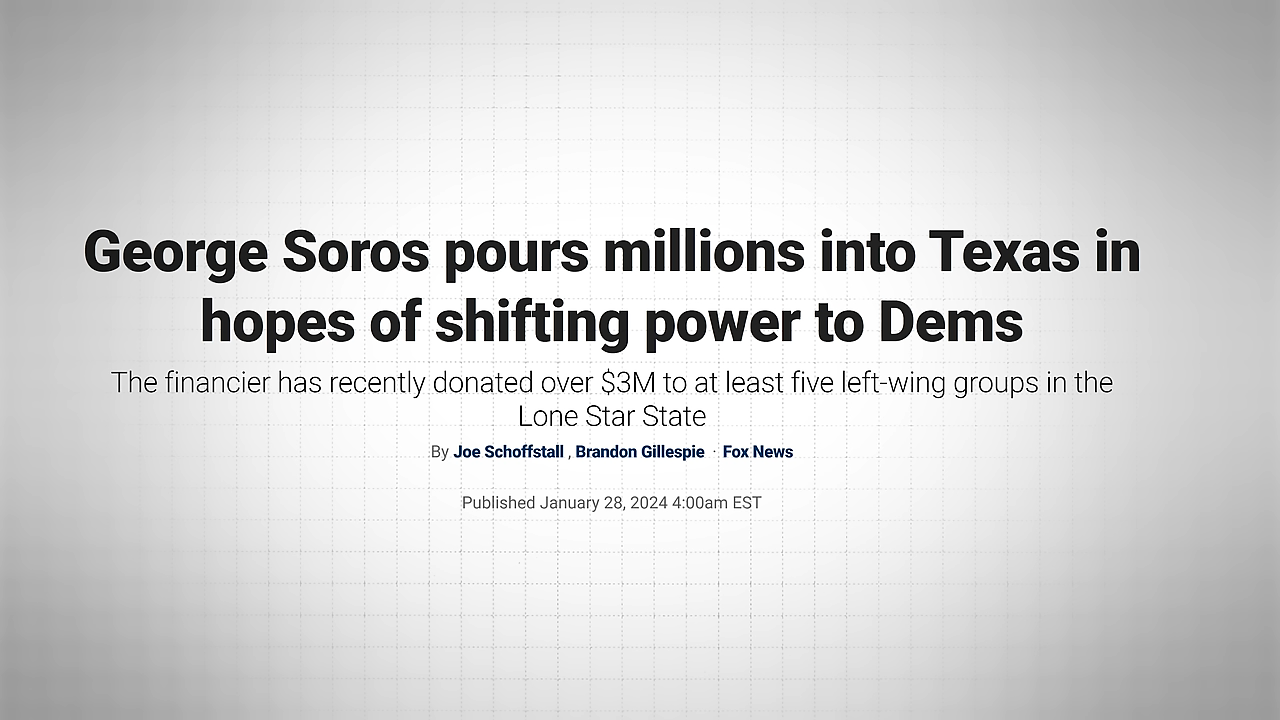 George Soros pours millions into Texas in
hopes of shifting power to Dems
The financier has recently donated over $3M to at least five left-wing groups in the
Lone Star State
By Joe Schoffstall , Brandon Gillespie · Fox News
Published January 28, 2024 4:00am EST